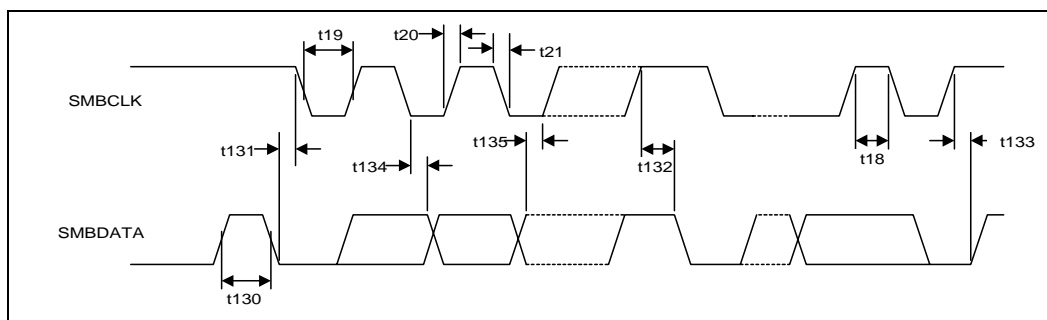 t19
t20
t21
SMBCLK
t131
t134
t135
t132
t18
t133
SMBDATA
t130